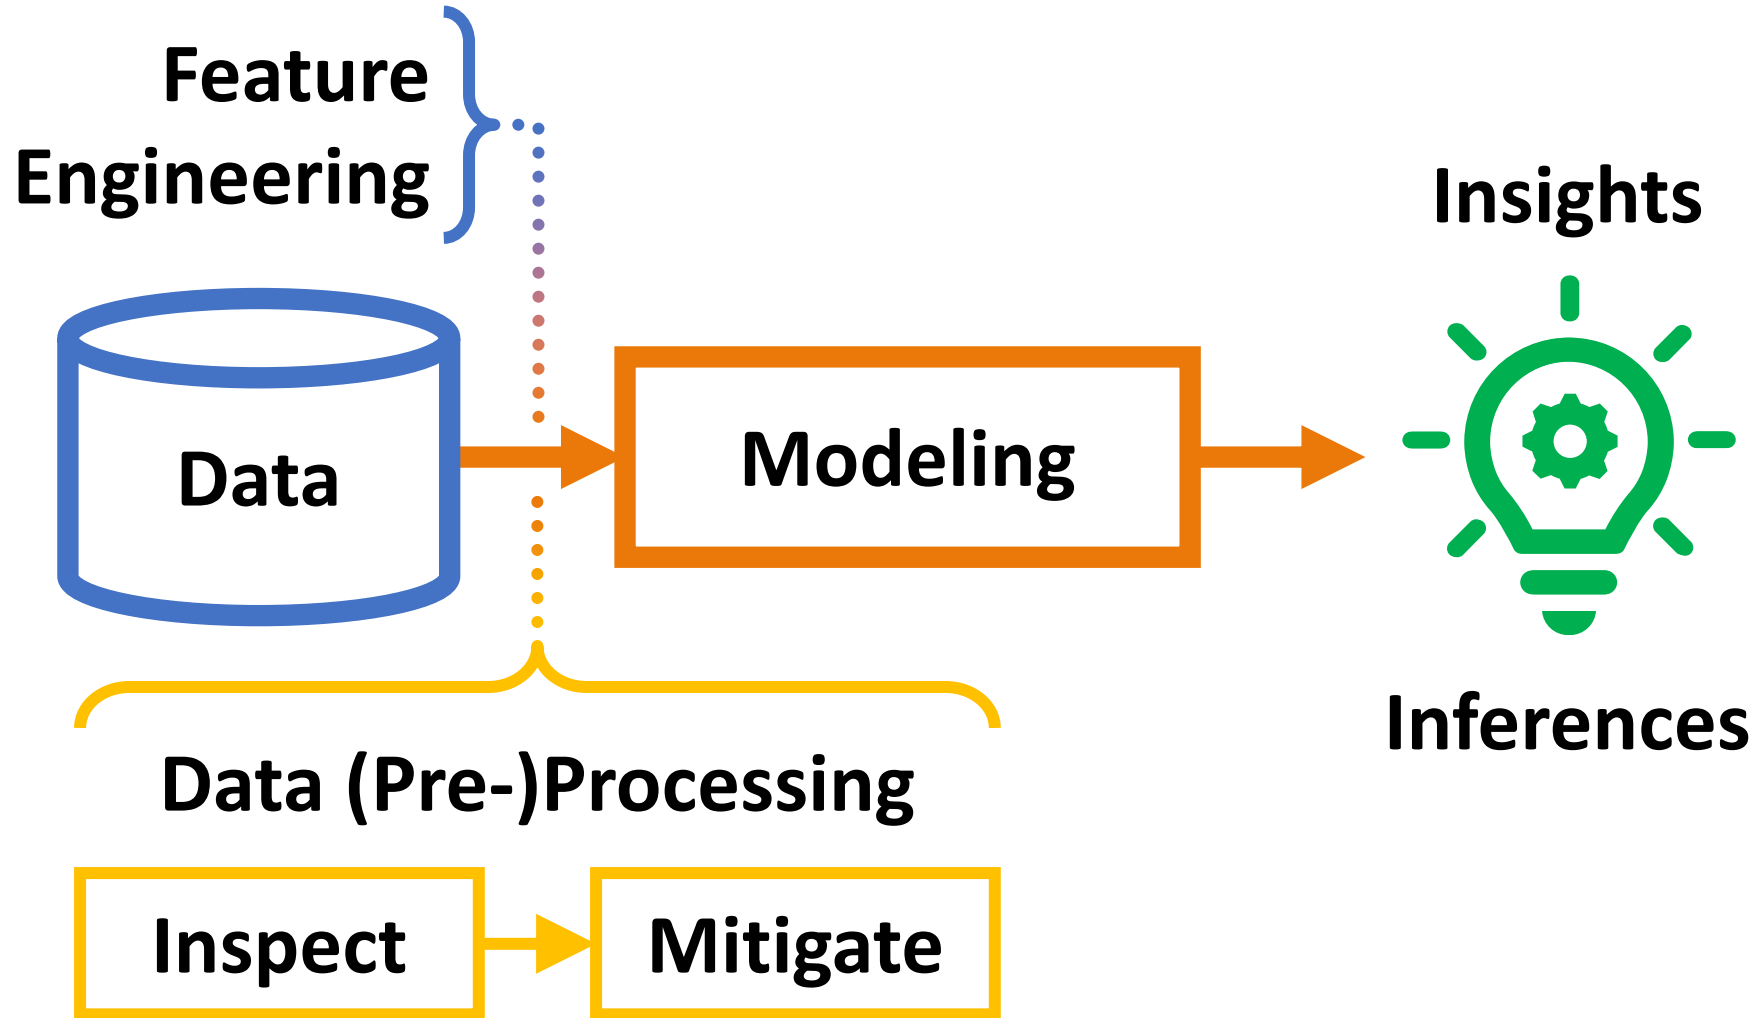 Feature
Engineering
Data
Modeling
Insights
Inferences
Data (Pre-)Processing
Inspect
Mitigate